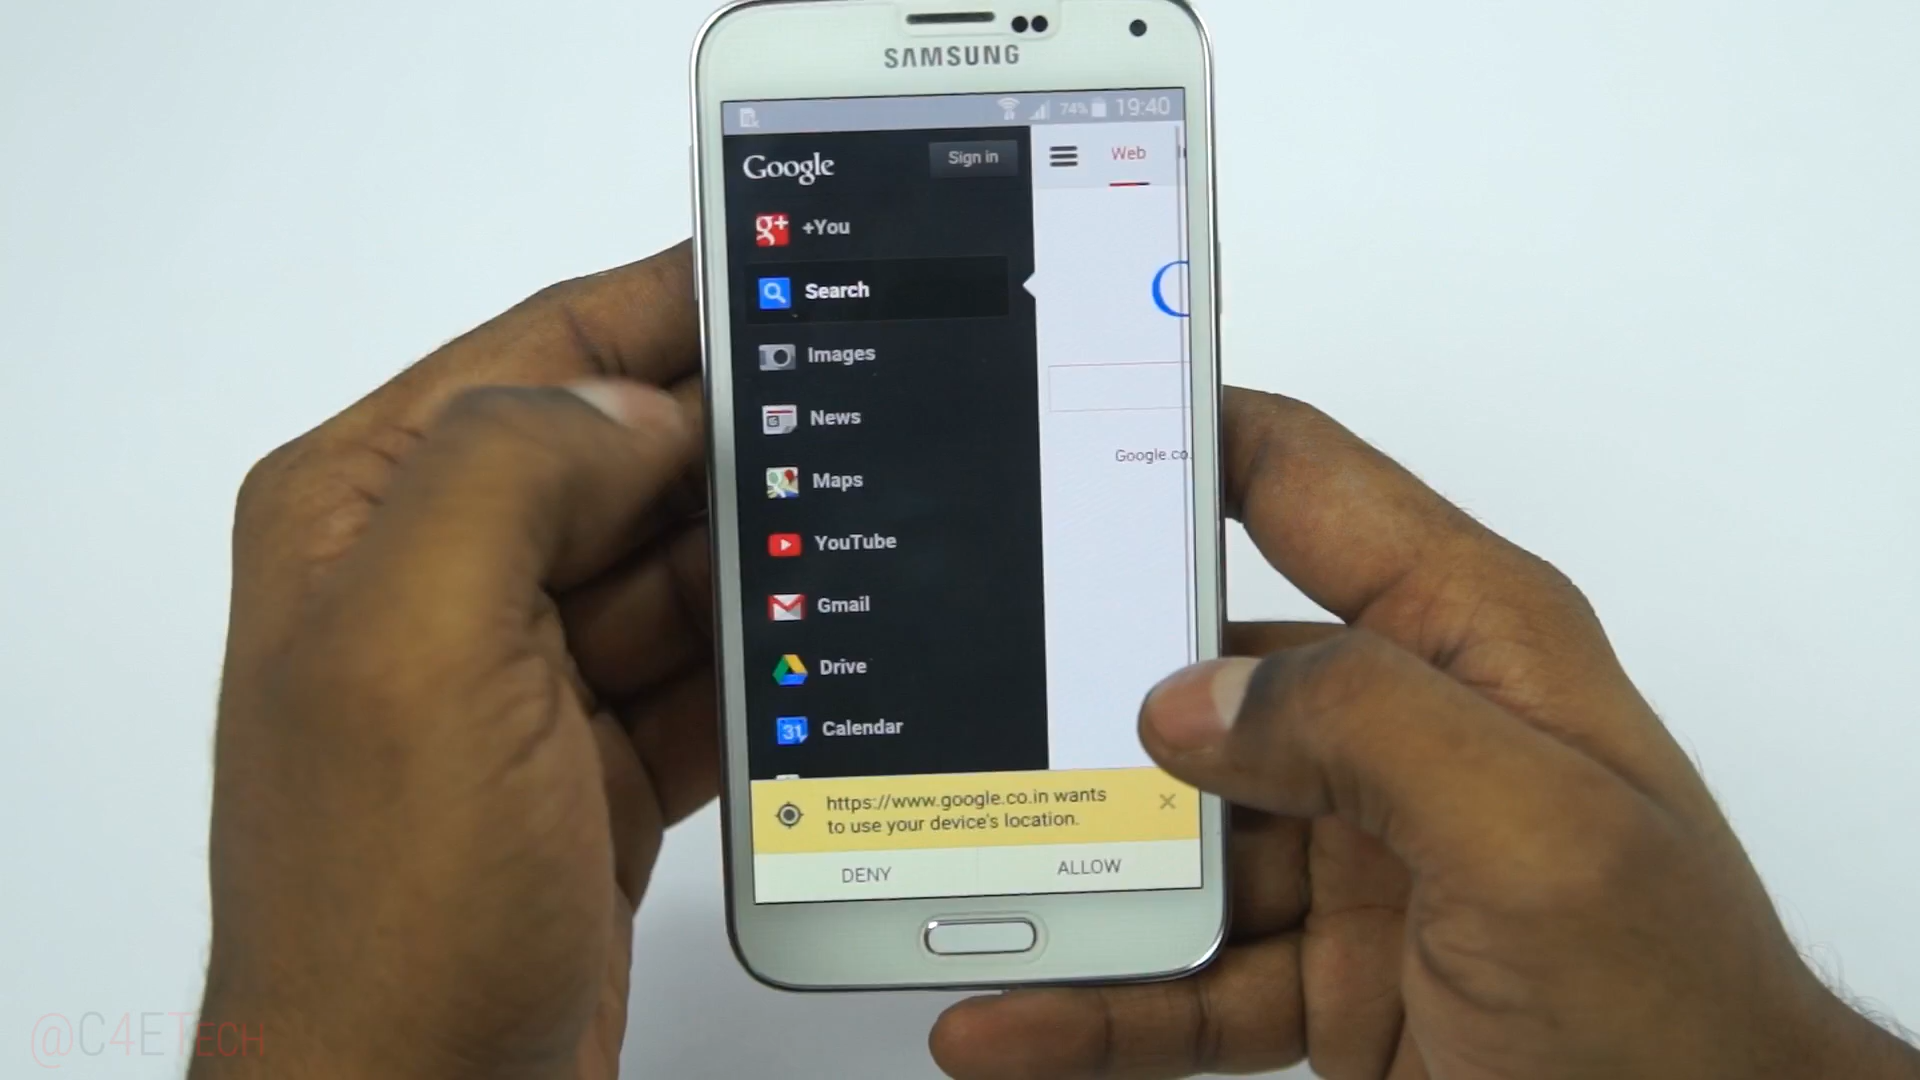 SAMSUNG
74% 19:40
Google Sign in
Web
+You
Search
Images
News
Maps
YouTube
Gmail
Drive
31 Calendar
Google.co.
https://www.google.co.in wants
to use your device's location.
DENY ALLOW
@C4ETECH